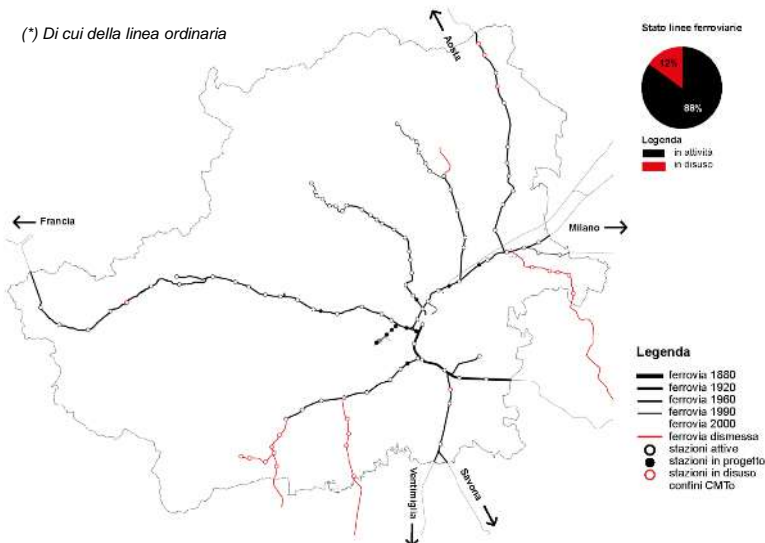 (*) Di cui della linea ordinaria
Aosta
Stato linee ferroviarie
12%
88%
Legenda
in attività
in disuso
Francia
Milano
Legenda
ferrovia 1880
ferrovia 1920
ferrovia 1960
ferrovia 1990
ferrovia 2000
ferrovia dismessa
stazioni attive
stazioni in progetto
stazioni in disuso
confini CMTo
Ventimiglia
Savona